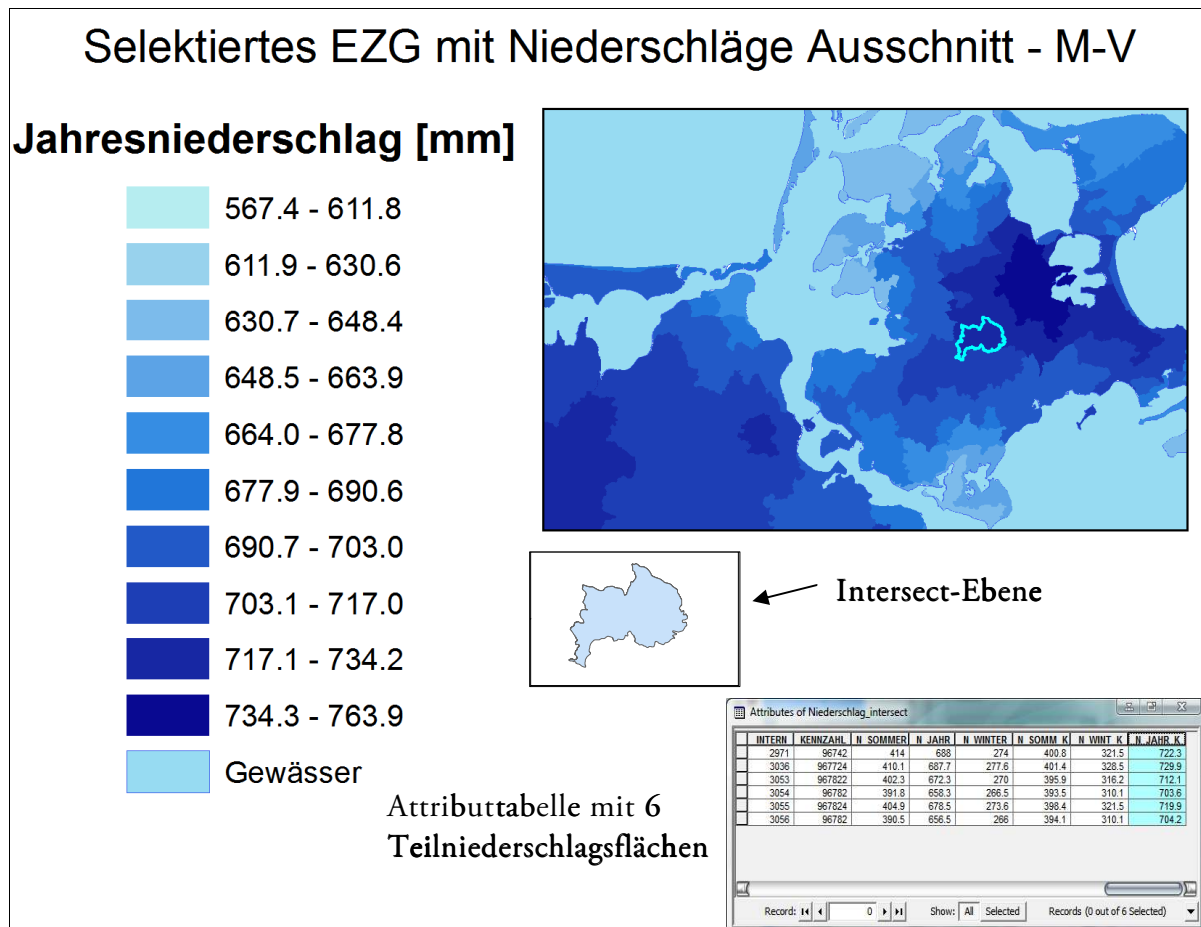 Selektiertes EZG mit Niederschläge Ausschnitt - M-V
Jahresniederschlag [mm]
567.4 - 611.8
611.9 - 630.6
630.7 - 648.4
648.5 - 663.9
664.0 - 677.8
677.9 - 690.6
690.7 - 703.0
703.1 - 717.0
717.1 - 734.2
734.3 - 763.9
Gewässer
Intersect-Ebene
Attributtabelle mit 6
Teilniederschlagsflächen
Attributes of Niederschlag_intersect
INTERN KENNZAHL N_SOMMER N_JAHR N_WINTER N_SOMM_K N_WINT_K N_JAHR_K
2971 96742 414 688 274 400.8 321.5 722.3
3036 967724 410.1 687.7 277.6 401.4 328.5 729.9
3053 967822 402.3 672.3 270 395.9 316.2 712.1
3054 96782 391.8 658.3 266.5 393.5 310.1 703.6
3055 967824 404.9 678.5 273.6 398.4 321.5 719.9
3056 96782 390.5 656.5 266 394.1 310.1 704.2
Record: 0 Show: All Selected Records (0 out of 6 Selected)